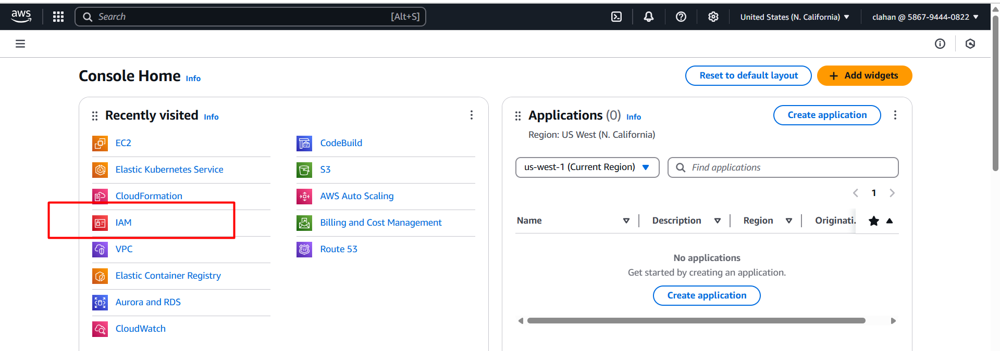 aws
Search [Alt+S]
United States (N. California)
clahan @ 5867-9444-0822
Console Home Info
Reset to default layout
+ Add widgets
Recently visited Info
EC2
Elastic Kubernetes Service
CloudFormation
IAM
VPC
Elastic Container Registry
Aurora and RDS
CloudWatch
CodeBuild
S3
AWS Auto Scaling
Billing and Cost Management
Route 53
Applications (0) Info
Create application
Region: US West (N. California)
us-west-1 (Current Region)
Find applications
1
Name
Description
Region
Originati.
No applications
Get started by creating an application.
Create application